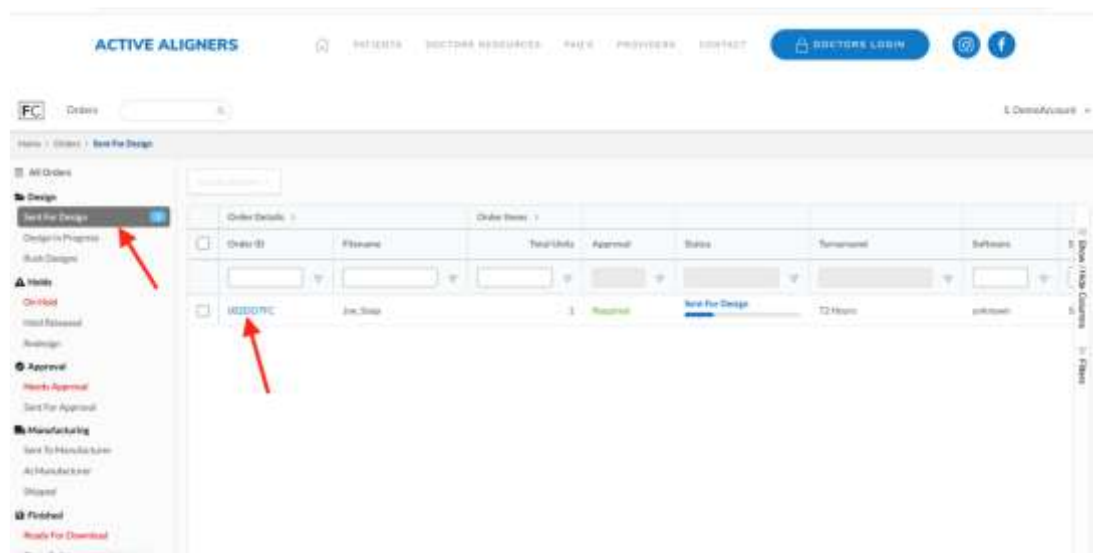 ACTIVE ALIGNERS
PATIENTS DOCTORS RESOURCES FAQ'S PROVIDERS CONTACT DOCTORS LOGIN
FC Orders
Home > Orders > Sent For Design
All Orders
Design
Sent For Design
Design In Progress
Rush Designs
Holds
On Hold
Hold Released
Redesign
Approval
Needs Approval
Sent For Approval
Manufacturing
Sent To Manufacturer
At Manufacturer
Shipped
Finished
Ready For Download
Order Details Order Items
Order ID Filename Total Units Approval Status Turnaround Software
Joe, Soap 1 Required Sent For Design 72 Hours unknown
Show / Hide Columns
Filters